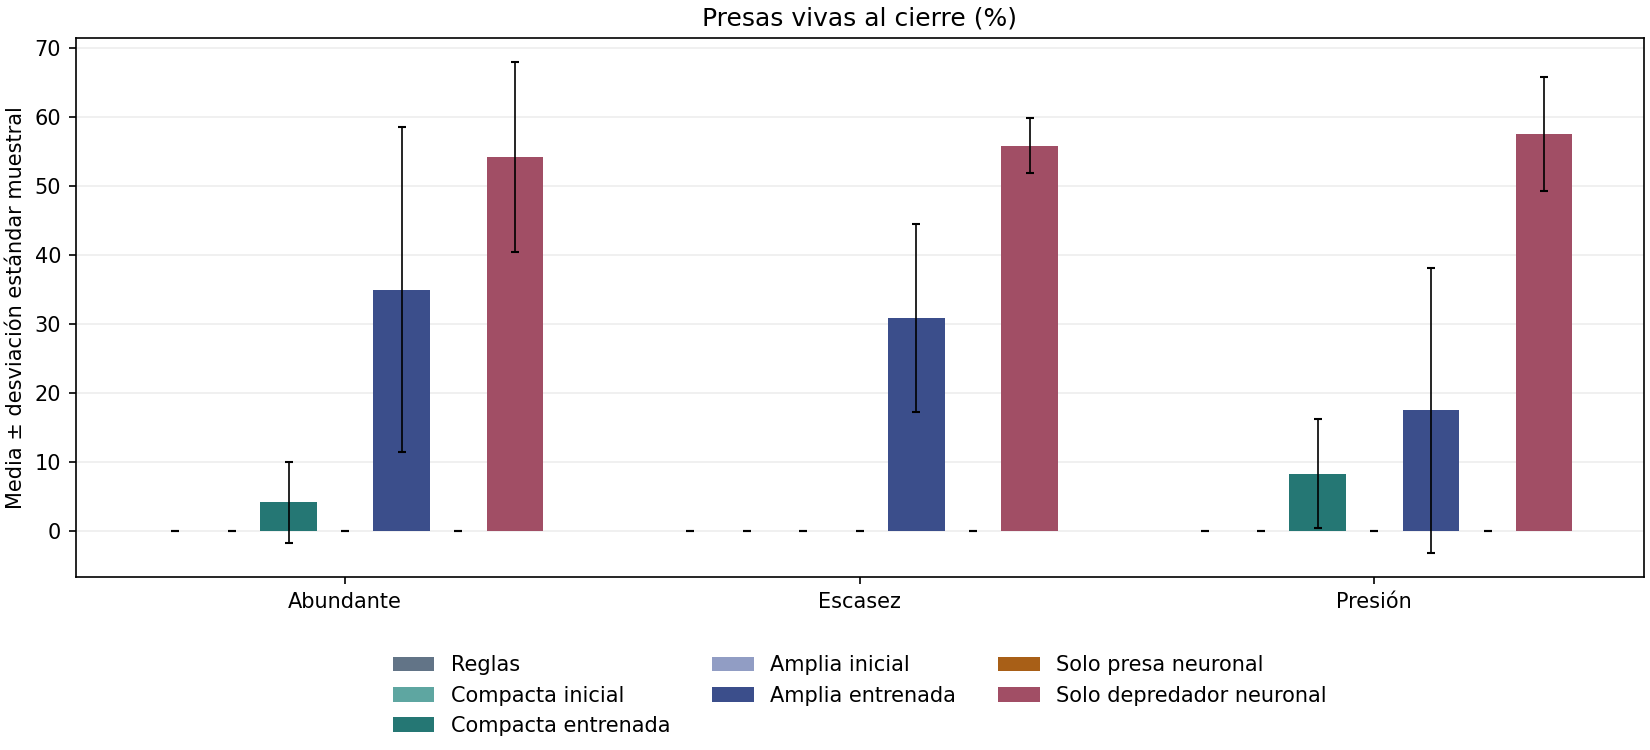 Presas vivas al cierre (%)
Media ± desviación estándar muestral
70
60
50
40
30
20
10
0
Abundante
Escasez
Presión
Reglas
Compacta inicial
Compacta entrenada
Amplia inicial
Amplia entrenada
Solo presa neuronal
Solo depredador neuronal